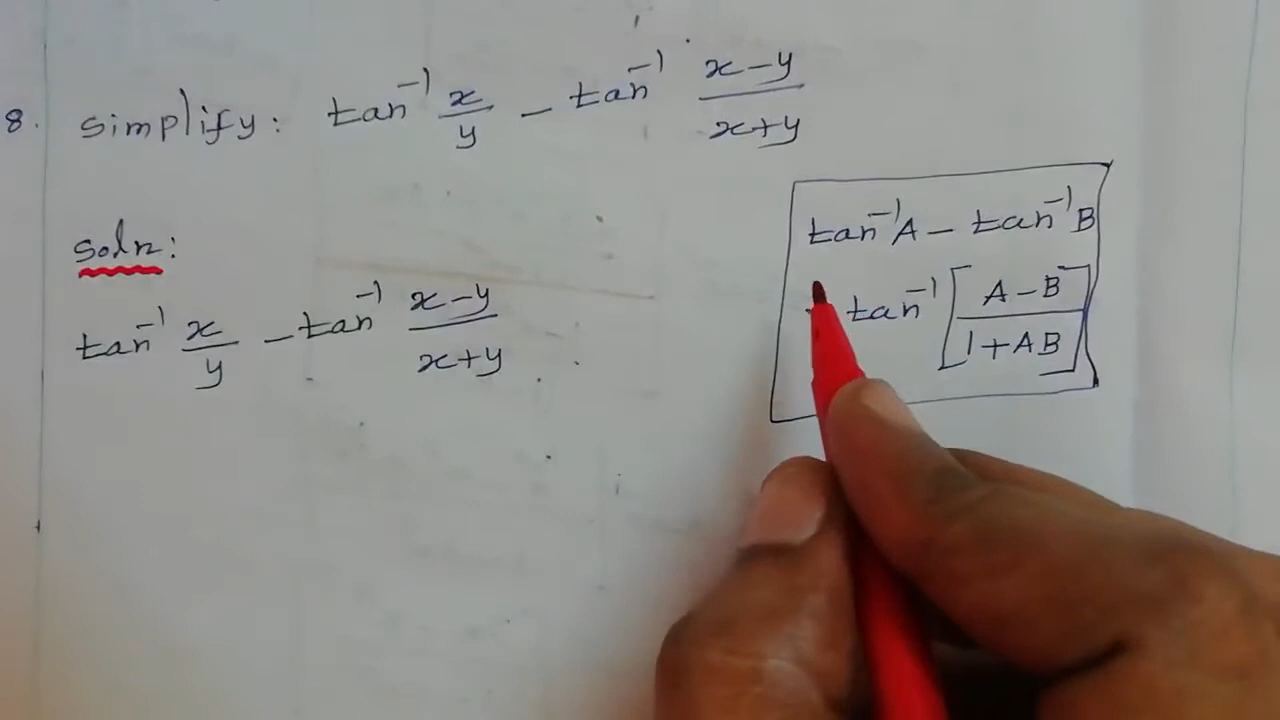 8. Simplify: tan⁻¹ x/y − tan⁻¹ (x−y)/(x+y)
Soln:
tan⁻¹ x/y − tan⁻¹ (x−y)/(x+y)
tan⁻¹A − tan⁻¹B
tan⁻¹ [(A−B)/(1+AB)]